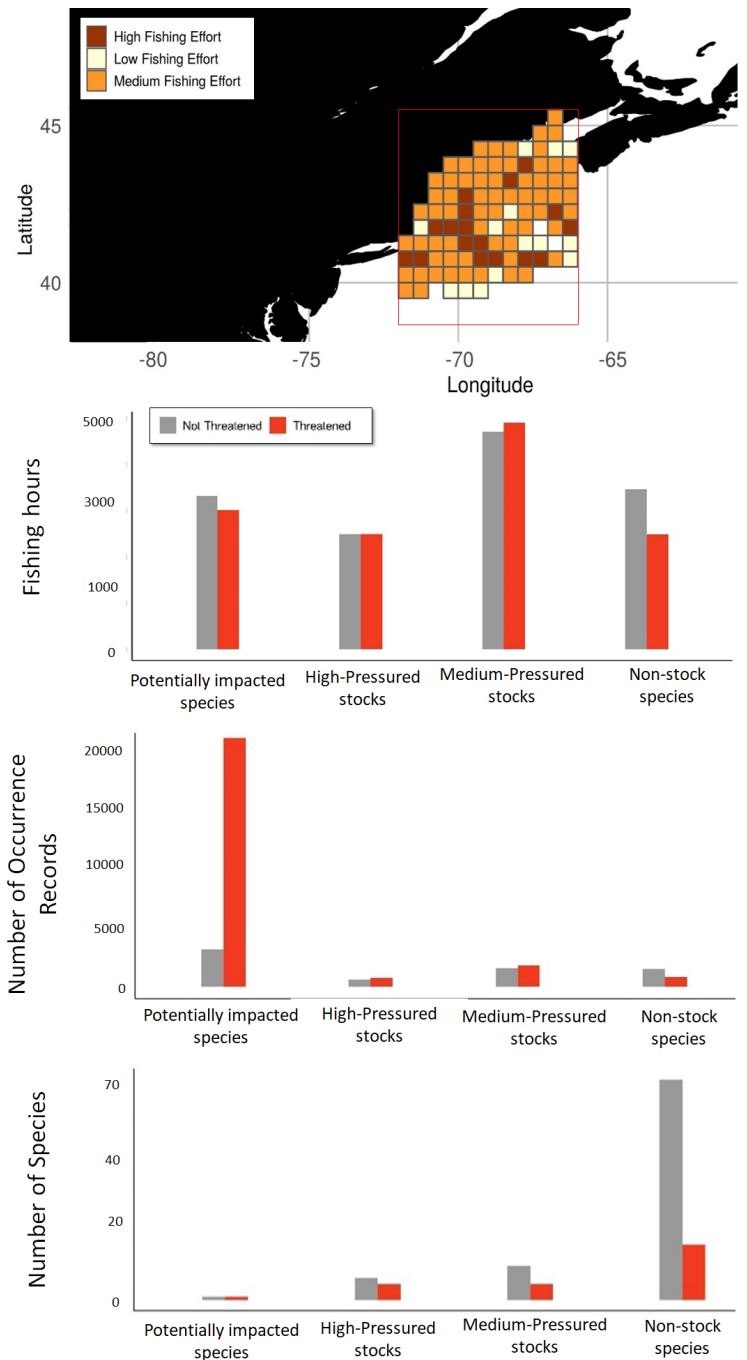 High Fishing Effort
Low Fishing Effort
Medium Fishing Effort
45
40
Latitude
-80
-75
-70
-65
Longitude
Not Threalened
Threalened
5000
3000
1000
0
Fishing hours
Potentially impacted
species
High-Pressured
stocks
Medium-Pressured
stocks
Non-stock
species
20000
15000
10000
5000
0
Number of Occurrence
Records
Potentially impacted
species
High-Pressured
stocks
Medium-Pressured
stocks
Non-stock
species
70
40
20
0
Number of Species
Potentially impacted
species
High-Pressured
stocks
Medium-Pressured
stocks
Non-stock
species